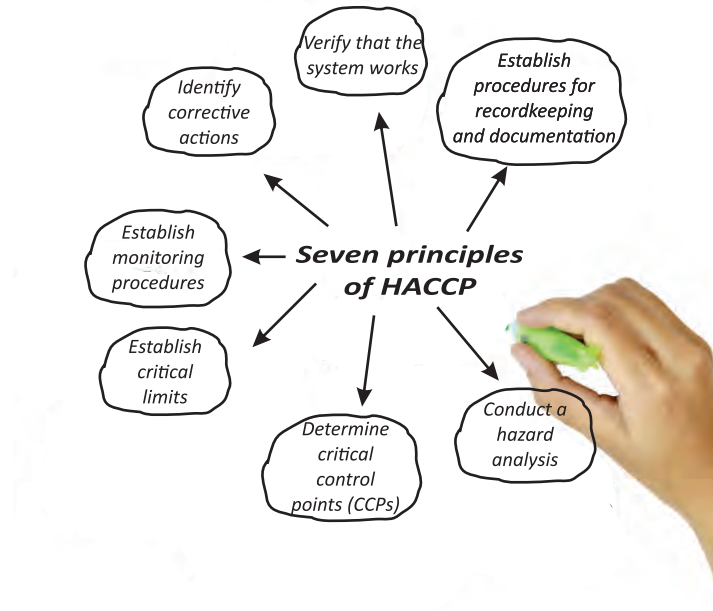 Verify that the
system works
Establish
procedures for
recordkeeping
and documentation
Identify
corrective
actions
Establish
monitoring
procedures
Seven principles
of HACCP
Establish
critical
limits
Conduct a
hazard
analysis
Determine
critical
control
points (CCPs)